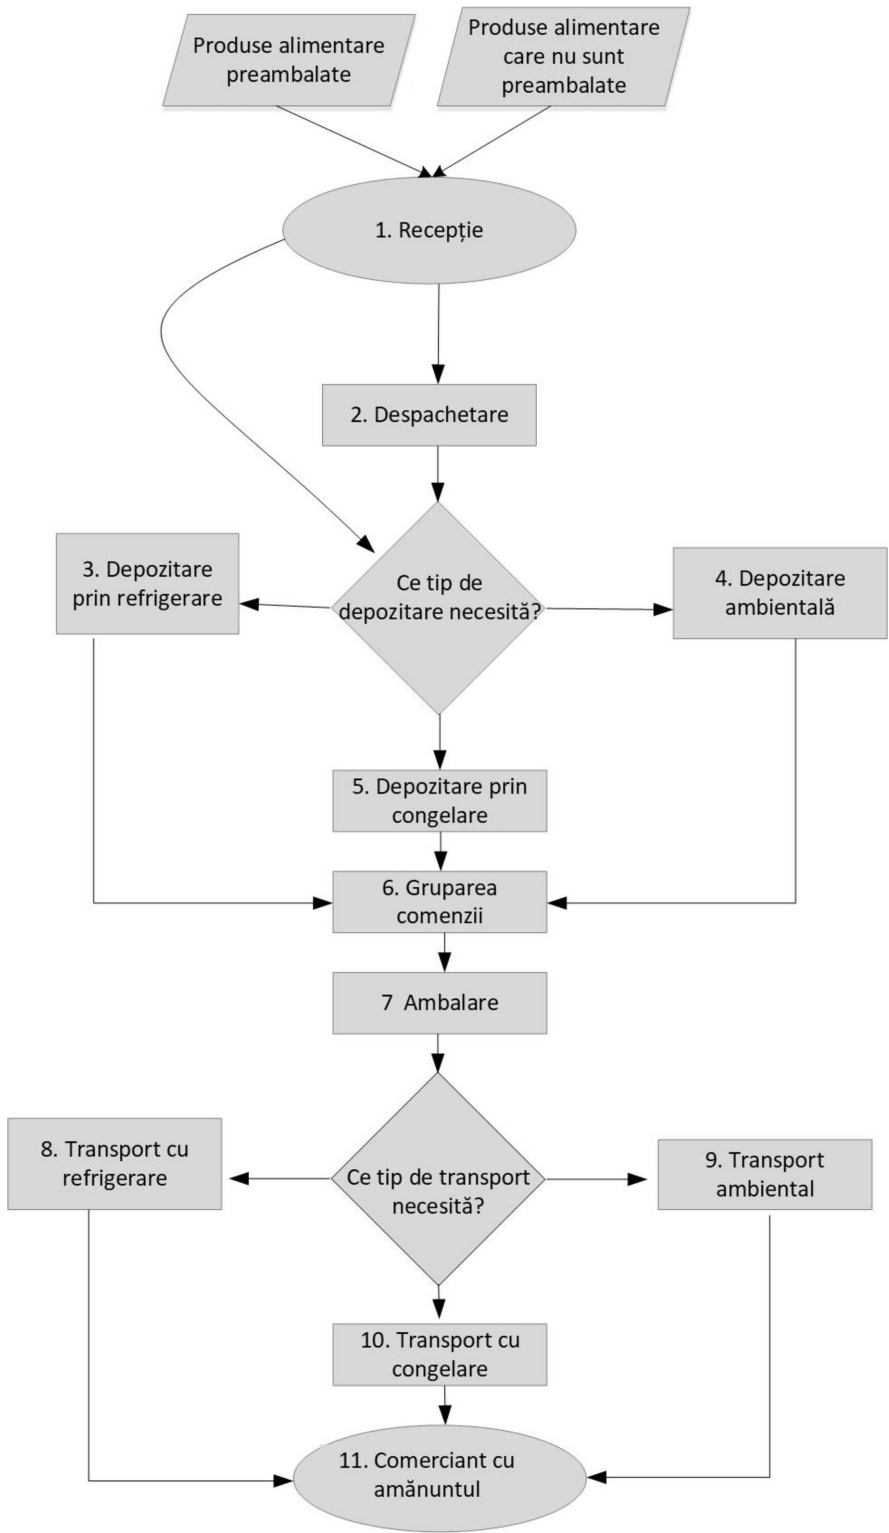 Produse alimentare
preambalate
Produse alimentare
care nu sunt
preambalate
1. Recepție
2. Despachetare
3. Depozitare
prin refrigerare
Ce tip de
depozitare necesită?
4. Depozitare
ambientală
5. Depozitare prin
congelare
6. Gruparea
comenzii
7 Ambalare
8. Transport cu
refrigerare
Ce tip de transport
necesită?
9. Transport
ambiental
10. Transport cu
congelare
11. Comerciant cu
amănuntul